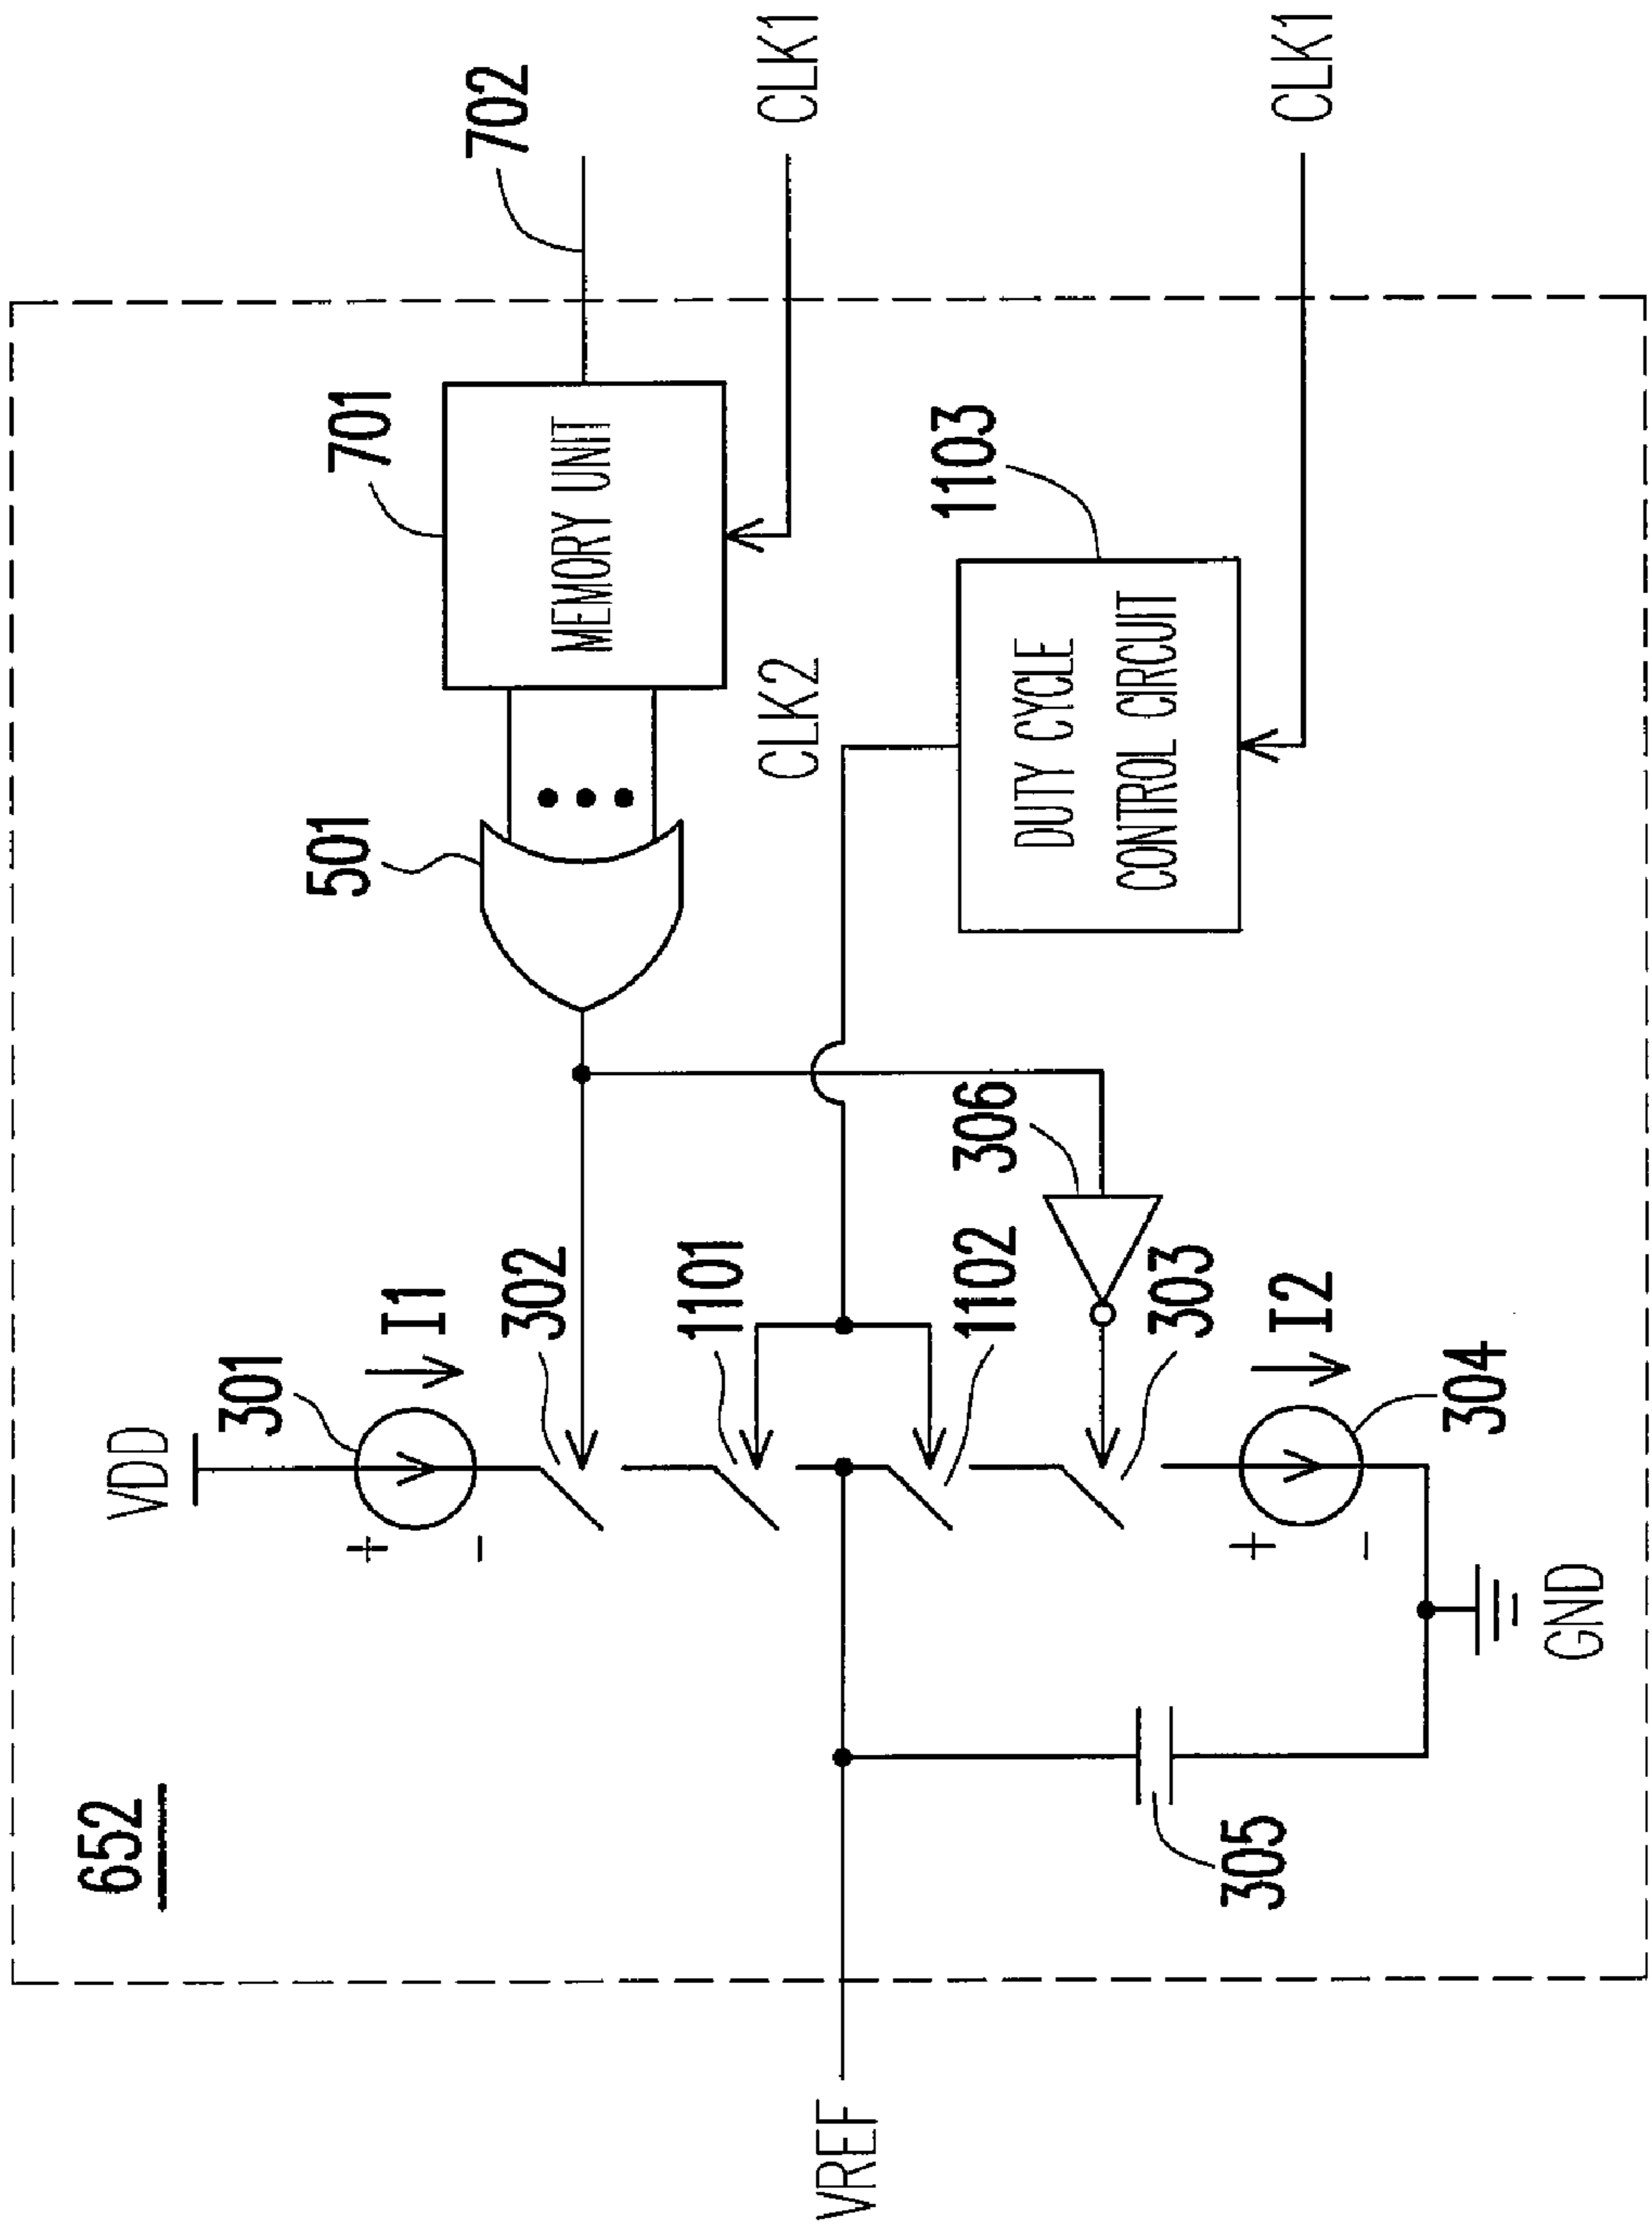 652
VDD
301
I1
302
501
701
702
MEMORY UNIT
1101
CLK2
CLK1
VREF
1102
306
1103
DUTY CYCLE
CONTROL CIRCUIT
303
305
I2
304
CLK1
GND